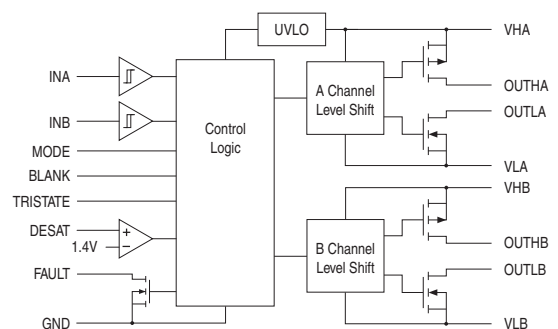 UVLO
VHA
INA
OUTHA
A Channel
Level Shift
OUTLA
INB
Control
Logic
MODE
VLA
BLANK
VHB
TRISTATE
DESAT
+
1.4V
−
B Channel
Level Shift
OUTHB
FAULT
OUTLB
GND
VLB